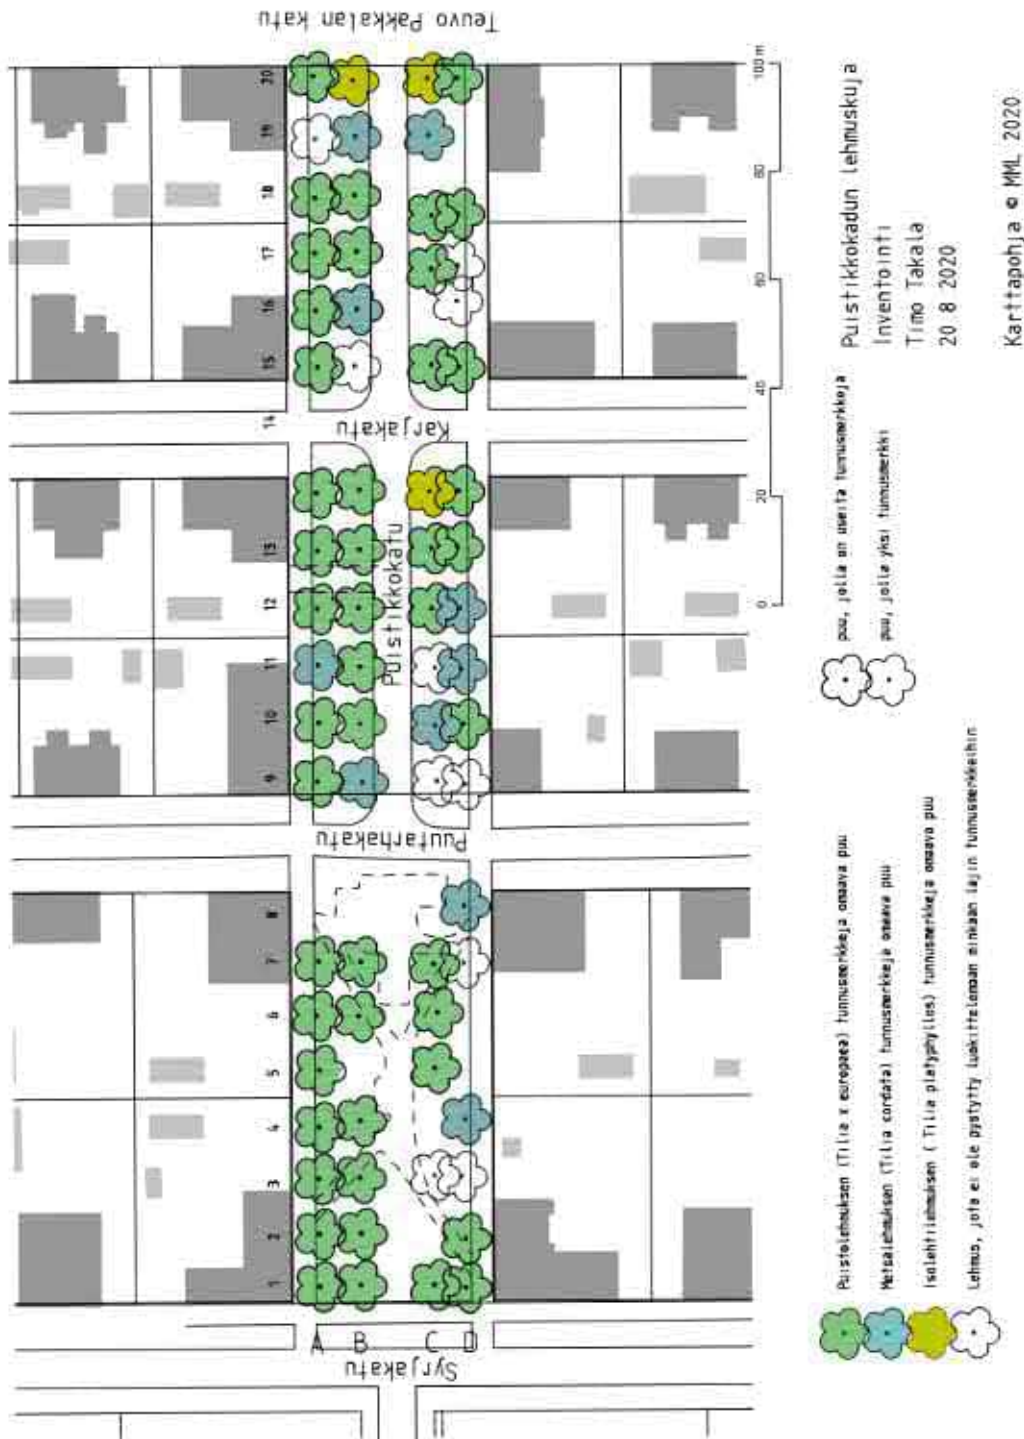 Teuvo Pakkalan katu
20
19
18
17
16
15
14
13
12
11
10
9
8
7
6
5
4
3
2
1
Karjakatu
Puistikkokatu
Puutarhakatu
A B C D
Syrjakatu
0 20 40 60 80 100 m
Puistikkokadun lehmuskuja
Inventointi
Timo Takala
20 8 2020
Karttapohja © MML 2020
puu, jolla on useita tunnusmerkkejä
puu, jolla yksi tunnusmerkki
Puistolehmuksen (Tilia x europaea) tunnusmerkkejä omaava puu
Metsälehmuksen (Tilia cordata) tunnusmerkkejä omaava puu
Isolehtilehmuksen ( Tilia platyphyllos) tunnusmerkkejä omaava puu
Lehmus, jota ei ole pystytty luokittelemaan minkään lajin tunnusmerkkeihin